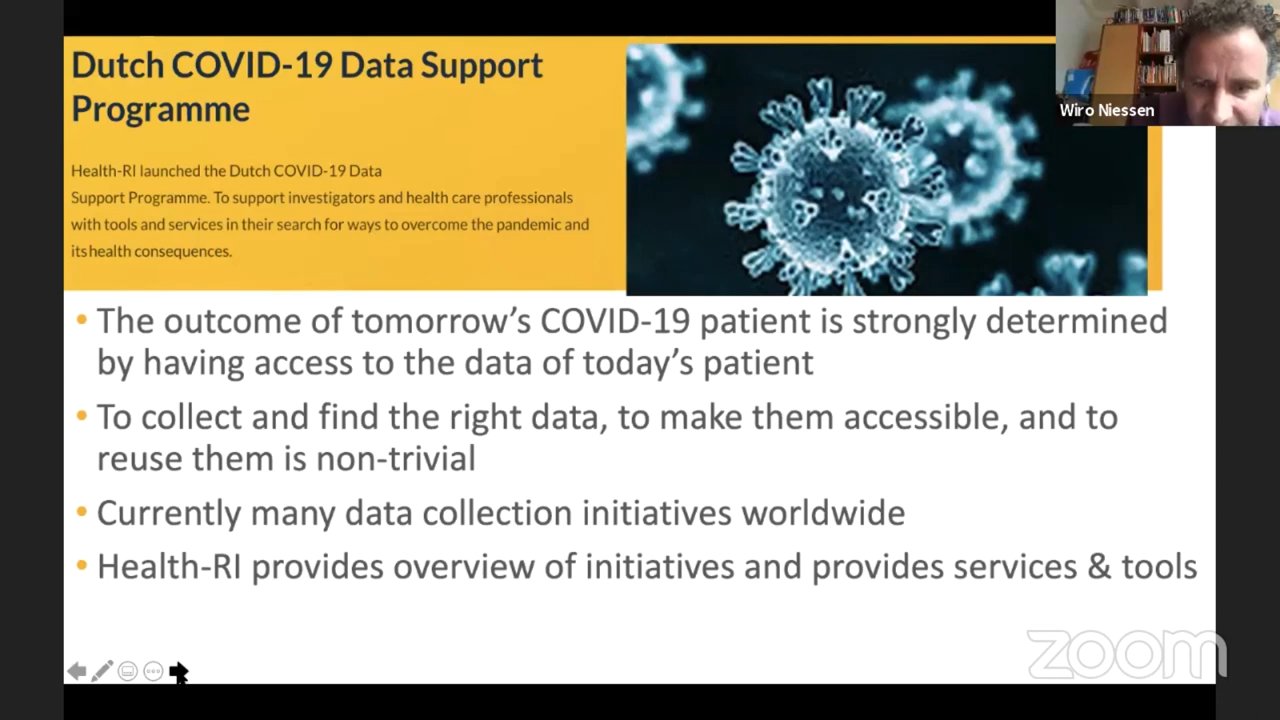 Dutch COVID-19 Data Support
Programme
Wiro Niessen
Health-RI launched the Dutch COVID-19 Data
Support Programme. To support investigators and health care professionals
with tools and services in their search for ways to overcome the pandemic and
its health consequences.
• The outcome of tomorrow’s COVID-19 patient is strongly determined
by having access to the data of today’s patient
• To collect and find the right data, to make them accessible, and to
reuse them is non-trivial
• Currently many data collection initiatives worldwide
• Health-RI provides overview of initiatives and provides services & tools
zoom